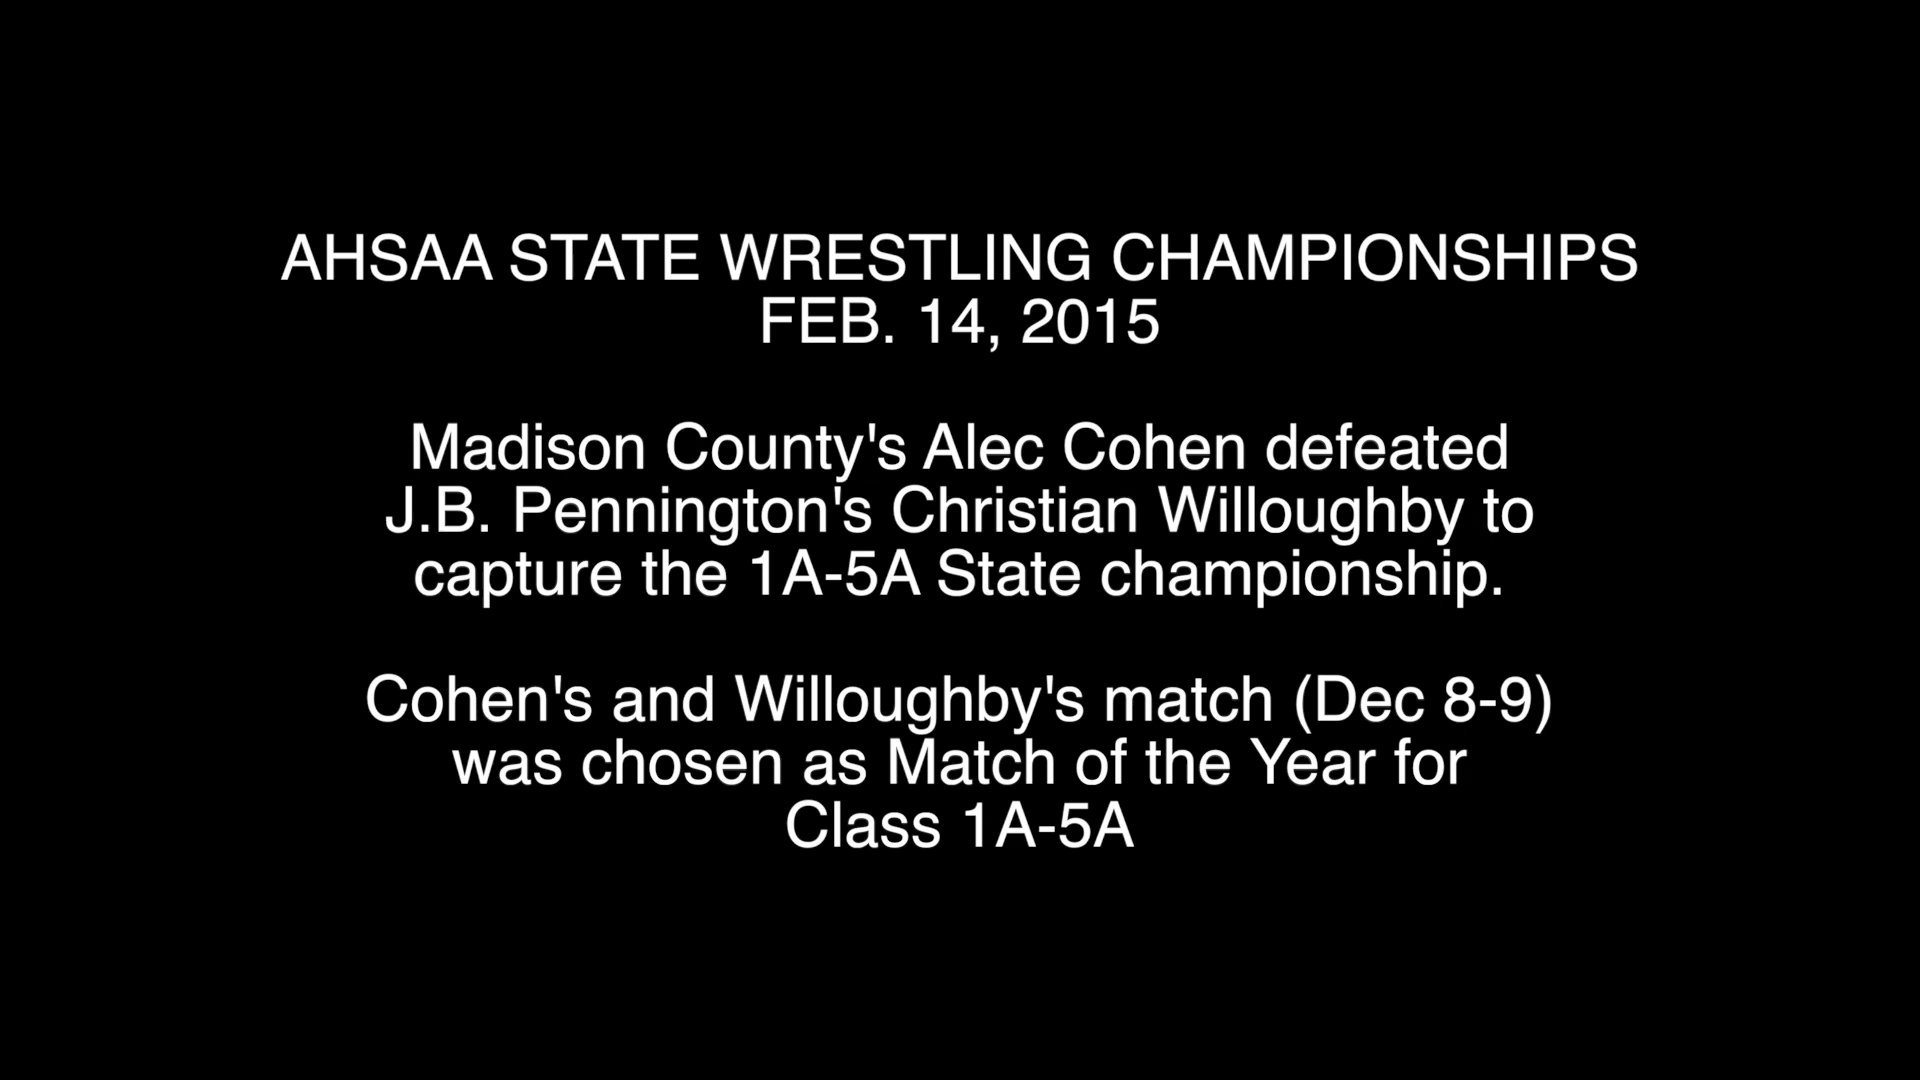 AHSAA STATE WRESTLING CHAMPIONSHIPS
FEB. 14, 2015
Madison County's Alec Cohen defeated
J.B. Pennington's Christian Willoughby to
capture the 1A-5A State championship.
Cohen's and Willoughby's match (Dec 8-9)
was chosen as Match of the Year for
Class 1A-5A